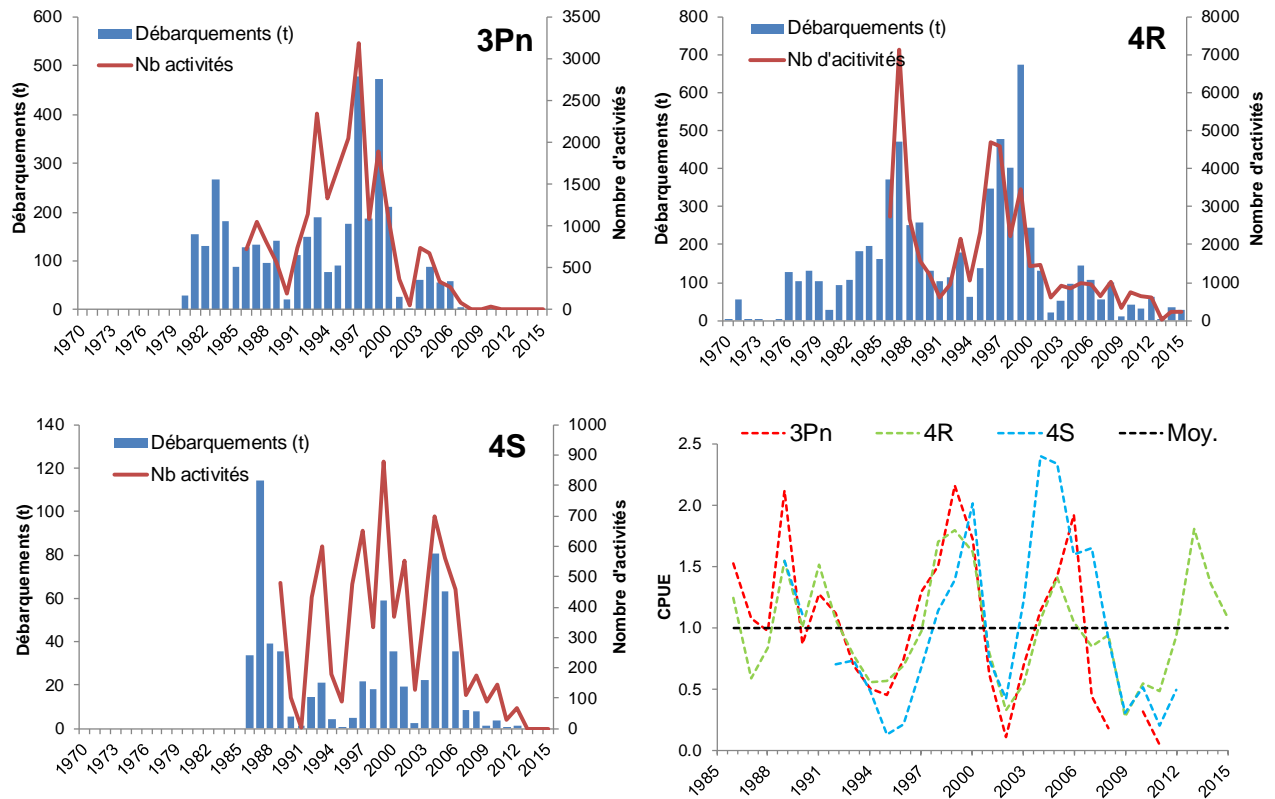 3Pn
Débarquements (t)
Nb activités
Débarquements (t)
600
500
400
300
200
100
0
3500
3000
2500
2000
1500
1000
500
0
Nombre d'activités
1970 1973 1976 1979 1982 1985 1988 1991 1994 1997 2000 2003 2006 2009 2012 2015
4R
Débarquements (t)
Nb d'acitivités
Débarquements (t)
800
700
600
500
400
300
200
100
0
8000
7000
6000
5000
4000
3000
2000
1000
0
Nombre d'activités
1970 1973 1976 1979 1982 1985 1988 1991 1994 1997 2000 2003 2006 2009 2012 2015
4S
Débarquements (t)
Nb activités
Débarquements (t)
140
120
100
80
60
40
20
0
1000
900
800
700
600
500
400
300
200
100
0
Nombre d'activités
1970 1973 1976 1979 1982 1985 1988 1991 1994 1997 2000 2003 2006 2009 2012 2015
3Pn 4R 4S Moy.
CPUE
2.5
2.0
1.5
1.0
0.5
0.0
1985 1988 1991 1994 1997 2000 2003 2006 2009 2012 2015